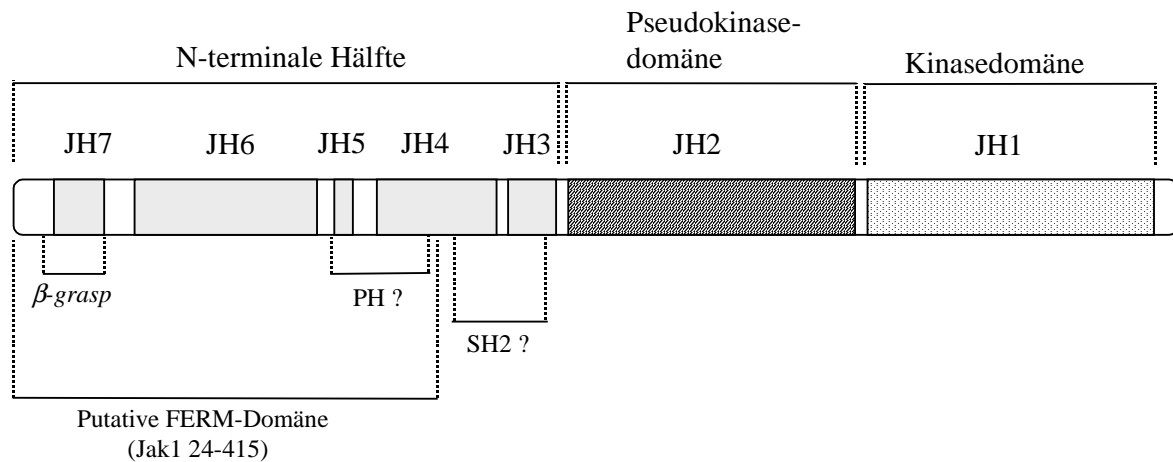 Pseudokinase-
domäne
N-terminale Hälfte
Kinasedomäne
JH7 JH6 JH5 JH4 JH3 JH2 JH1
β-grasp
PH ?
SH2 ?
Putative FERM-Domäne
(Jak1 24-415)